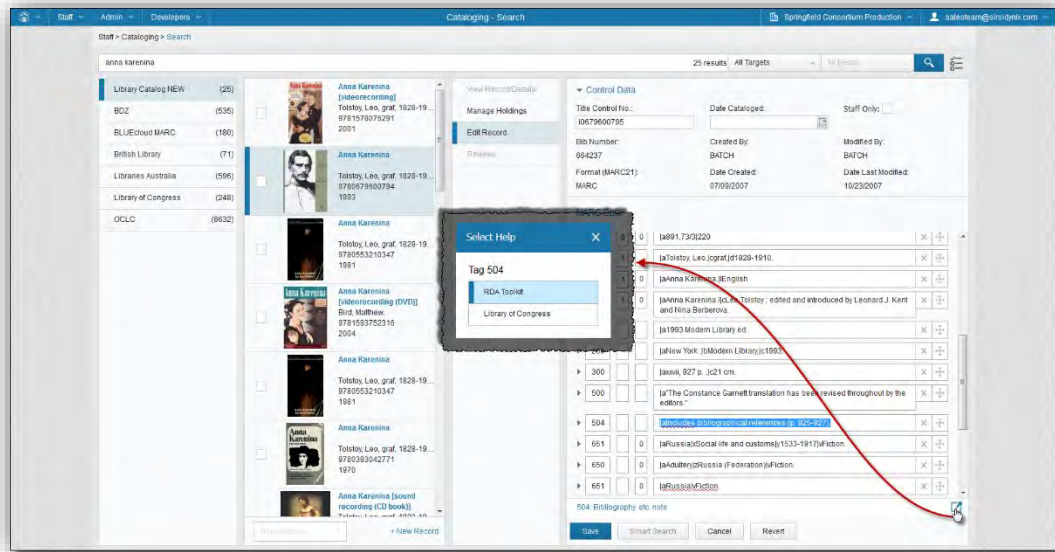 Staff Admin Developers Cataloging - Search Springfield Consortium Production salesteam@sirsidynix.com
Staff > Cataloging > Search
anna karenina 25 results All Targets
Library Catalog NEW (25)
BDZ (535)
BLUEcloud MARC (180)
British Library (71)
Libraries Australia (596)
Library of Congress (248)
OCLC (8632)
Anna Karenina
[videorecording]
Tolstoy, Leo, graf, 1828-19...
9781578076291
2001
Anna Karenina
Tolstoy, Leo, graf, 1828-19...
9780679600794
1993
Anna Karenina
Tolstoy, Leo, graf, 1828-19...
9780553210347
1981
Anna Karenina
[videorecording (DVD)]
Bird, Matthew.
9781593752316
2004
Anna Karenina
Tolstoy, Leo, graf, 1828-19...
9780553210347
1981
Anna Karenina
Tolstoy, Leo, graf, 1828-19...
9780393042771
1970
Anna Karenina [sound
recording (CD book)]
+ New Record
View Record/Details
Manage Holdings
Edit Record
Reviews
Control Data
Title Control No.: Date Cataloged: Staff Only:
i0679600795
Bib Number: Created By: Modified By:
664237 BATCH BATCH
Format (MARC21): Date Created: Date Last Modified:
MARC 07/09/2007 10/23/2007
Select Help
Tag 504
RDA Toolkit
Library of Congress
0 |a891.73/3|220
1 |aTolstoy, Leo,|cgraf,|d1828-1910.
1 0 |aAnna Karenina.|lEnglish
1 0 |aAnna Karenina /|cLeo Tolstoy ; edited and introduced by Leonard J. Kent
and Nina Berberova.
|a1993 Modern Library ed.
|aNew York :|bModern Library,|c1993.
300 |axxvii, 927 p. ;|c21 cm.
500 |a"The Constance Garnett translation has been revised throughout by the
editors."
504 |aIncludes bibliographical references (p. 925-927).
651 0 |aRussia|xSocial life and customs|y1533-1917|vFiction.
650 0 |aAdultery|zRussia (Federation)|vFiction.
651 0 |aRussia|vFiction.
504: Bibliography, etc. note
Save Smart Search Cancel Revert